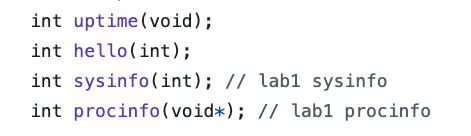 int uptime(void);
int hello(int);
int sysinfo(int); // lab1 sysinfo
int procinfo(void*); // lab1 procinfo